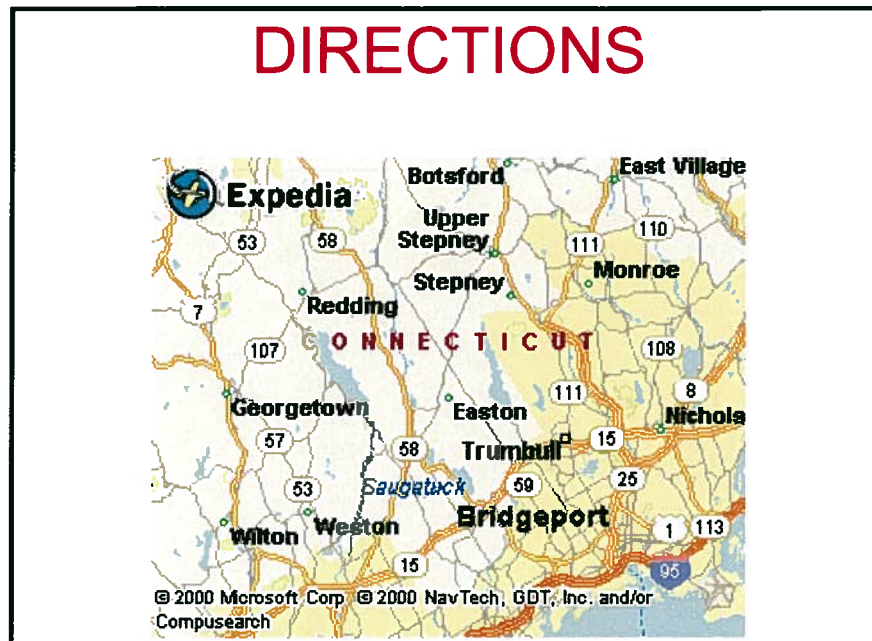 DIRECTIONS
Expedia
Botsford
East Village
Upper
Stepney
53
58
111
110
Stepney
Monroe
7
Redding
CONNECTICUT
107
108
111
8
Georgetown
Easton
Nichols
57
58
Trumbull
15
Saugatuck
59
25
53
Weston
Bridgeport
Wilton
1
113
15
95
© 2000 Microsoft Corp © 2000 NavTech, GDT, Inc. and/or
Compusearch